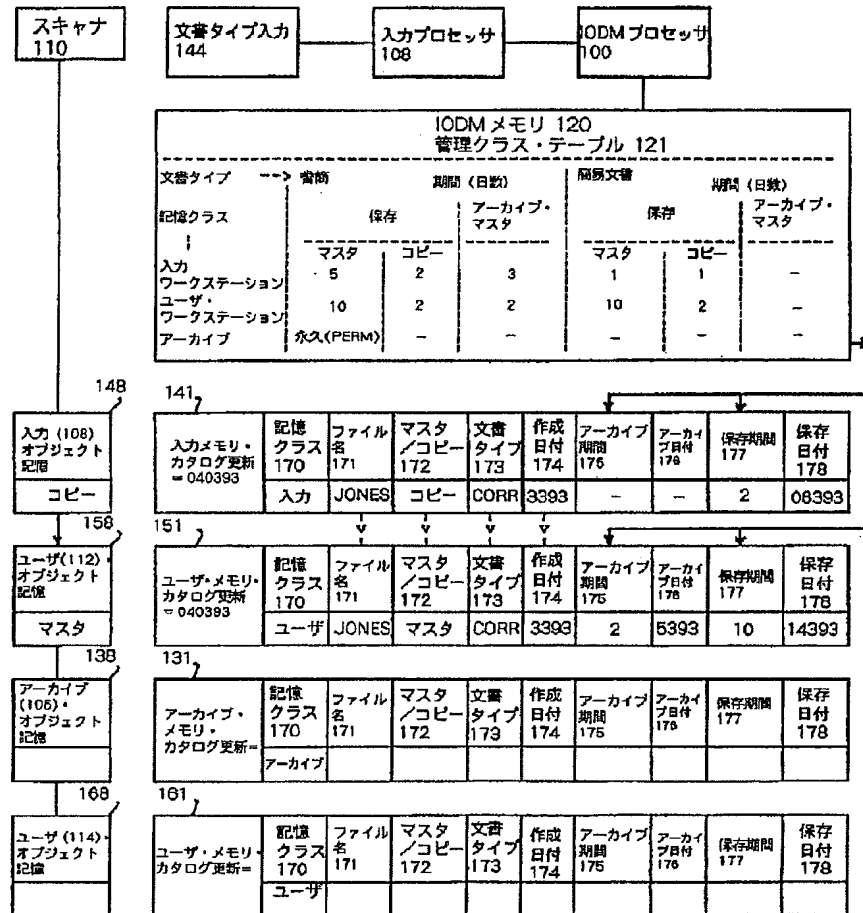 スキャナ
110
文書タイプ入力
144
入力プロセッサ
108
IODM プロセッサ
100
IODM メモリ 120
管理クラス・テーブル 121
文書タイプ --> 書簡 期間 (日数) 簡易文書 期間 (日数)
記憶クラス 保存 アーカイブ・マスタ 保存 アーカイブ・マスタ
マスタ コピー マスタ コピー
入力
ワークステーション 5 2 3 1 1 -
ユーザ・
ワークステーション 10 2 2 10 2 -
アーカイブ 永久(PERM) - - - - -
148
入力 (108)
オブジェクト
記憶
コピー
141
入力メモリ・
カタログ更新
= 040393
記憶クラス 170 ファイル名 171 マスタ/コピー 172 文書タイプ 173 作成日付 174 アーカイブ期間 175 アーカイブ日付 176 保存期間 177 保存日付 178
入力 JONES コピー CORR 3393 - - 2 06393
158
ユーザ(112)・
オブジェクト
記憶
マスタ
151
ユーザ・メモリ・
カタログ更新
= 040393
記憶クラス 170 ファイル名 171 マスタ/コピー 172 文書タイプ 173 作成日付 174 アーカイブ期間 175 アーカイブ日付 176 保存期間 177 保存日付 178
ユーザ JONES マスタ CORR 3393 2 5393 10 14393
138
アーカイブ
(106)・
オブジェクト
記憶
131
アーカイブ・
メモリ・
カタログ更新=
記憶クラス 170 ファイル名 171 マスタ/コピー 172 文書タイプ 173 作成日付 174 アーカイブ期間 175 アーカイブ日付 176 保存期間 177 保存日付 178
アーカイブ
168
ユーザ (114)・
オブジェクト
記憶
161
ユーザ・メモリ・
カタログ更新=
記憶クラス 170 ファイル名 171 マスタ/コピー 172 文書タイプ 173 作成日付 174 アーカイブ期間 175 アーカイブ日付 176 保存期間 177 保存日付 178
ユーザ